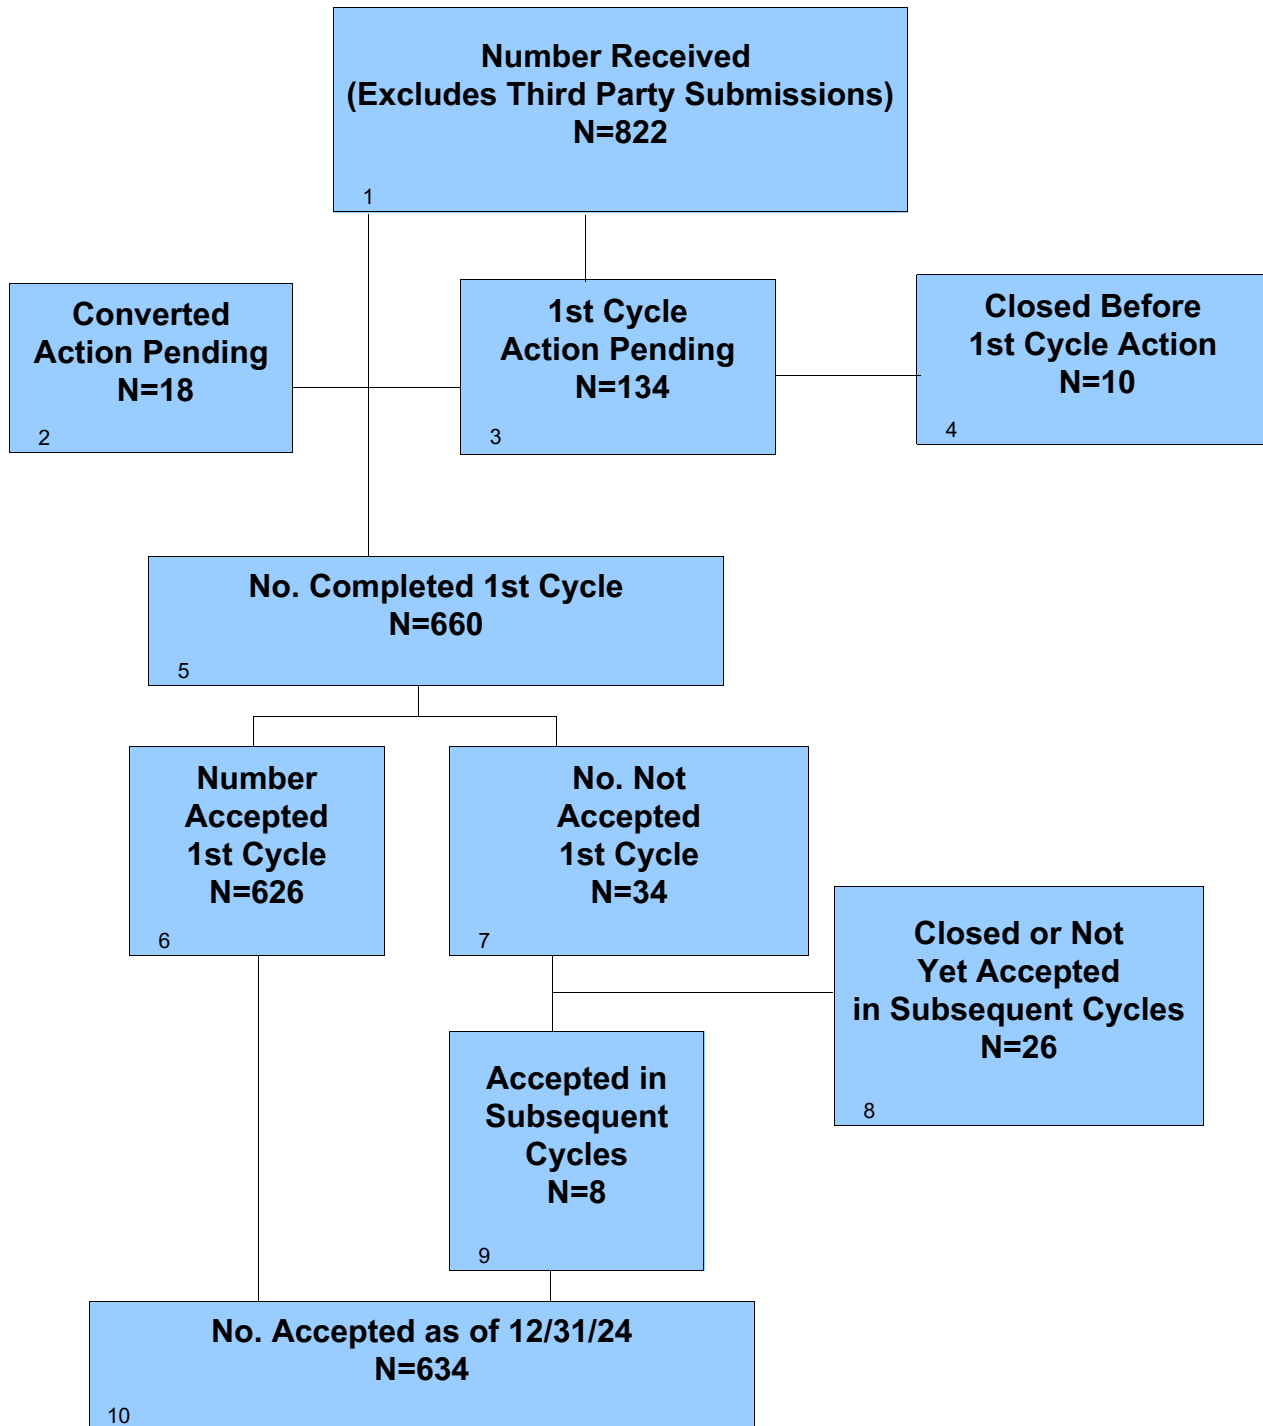 Number Received
(Excludes Third Party Submissions)
N=822
1
Converted
Action Pending
N=18
2
1st Cycle
Action Pending
N=134
3
Closed Before
1st Cycle Action
N=10
4
No. Completed 1st Cycle
N=660
5
Number
Accepted
1st Cycle
N=626
6
No. Not
Accepted
1st Cycle
N=34
7
Closed or Not
Yet Accepted
in Subsequent Cycles
N=26
8
Accepted in
Subsequent
Cycles
N=8
9
No. Accepted as of 12/31/24
N=634
10